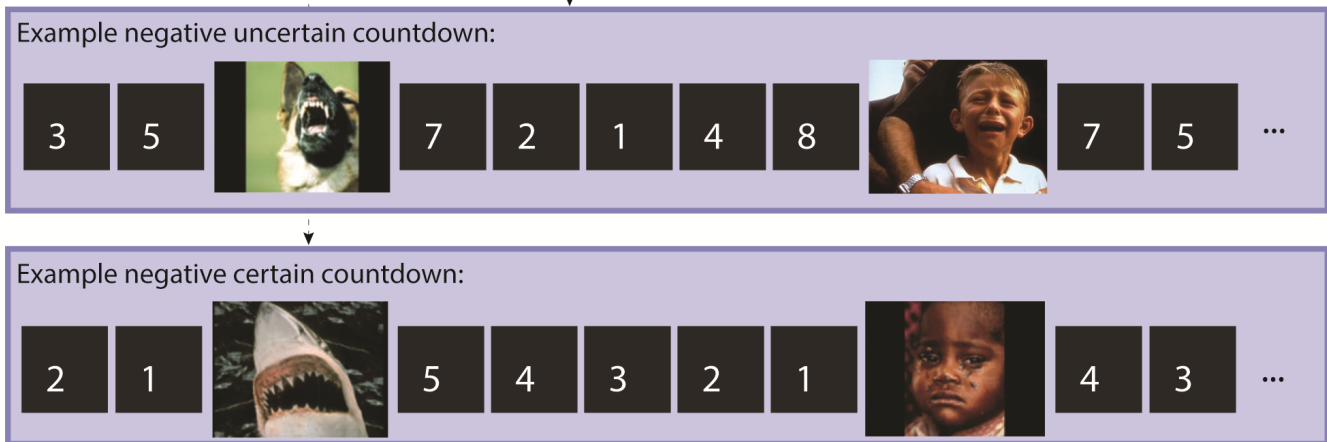 Example negative uncertain countdown:
3 5 7 2 1 4 8 7 5 ...
Example negative certain countdown:
2 1 5 4 3 2 1 4 3 ...